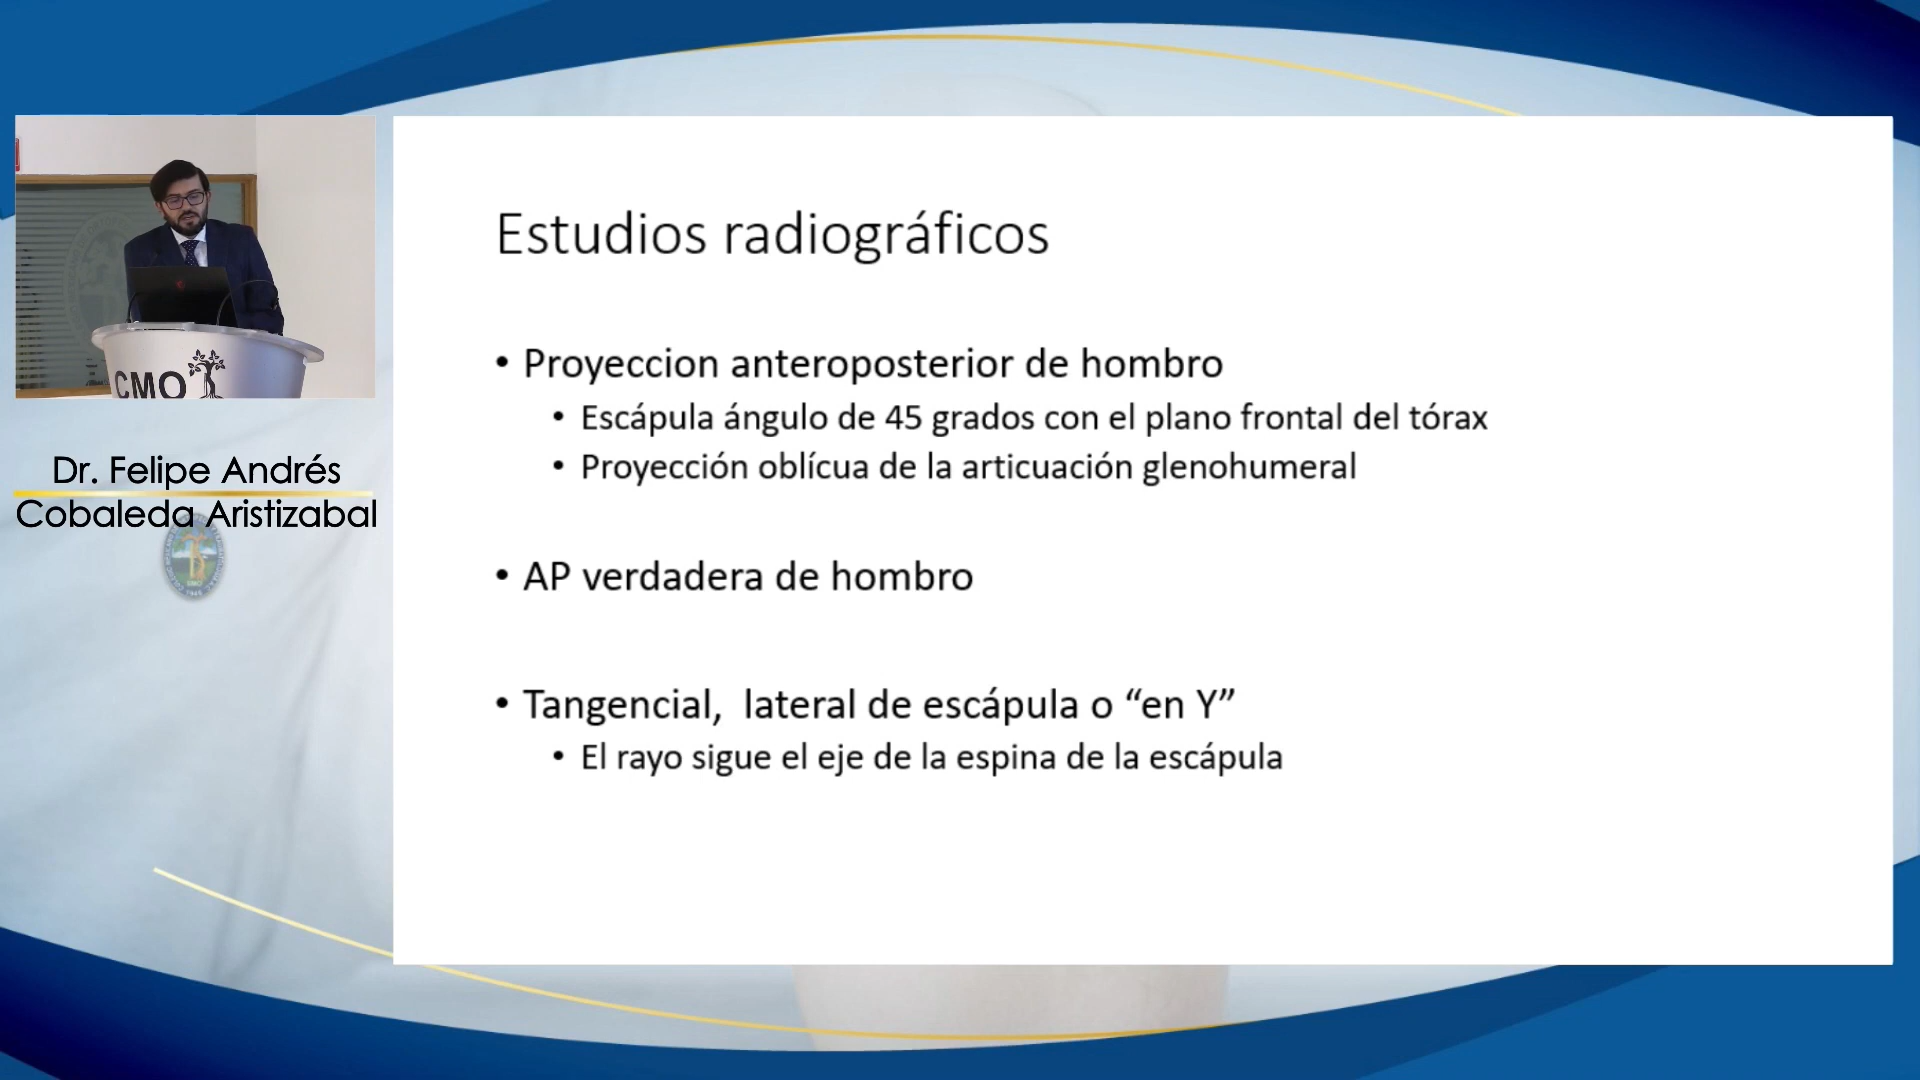 CMO
Dr. Felipe Andrés
Cobaleda Aristizabal
Estudios radiográficos
• Proyeccion anteroposterior de hombro
• Escápula ángulo de 45 grados con el plano frontal del tórax
• Proyección oblícua de la articuación glenohumeral
• AP verdadera de hombro
• Tangencial, lateral de escápula o “en Y”
• El rayo sigue el eje de la espina de la escápula